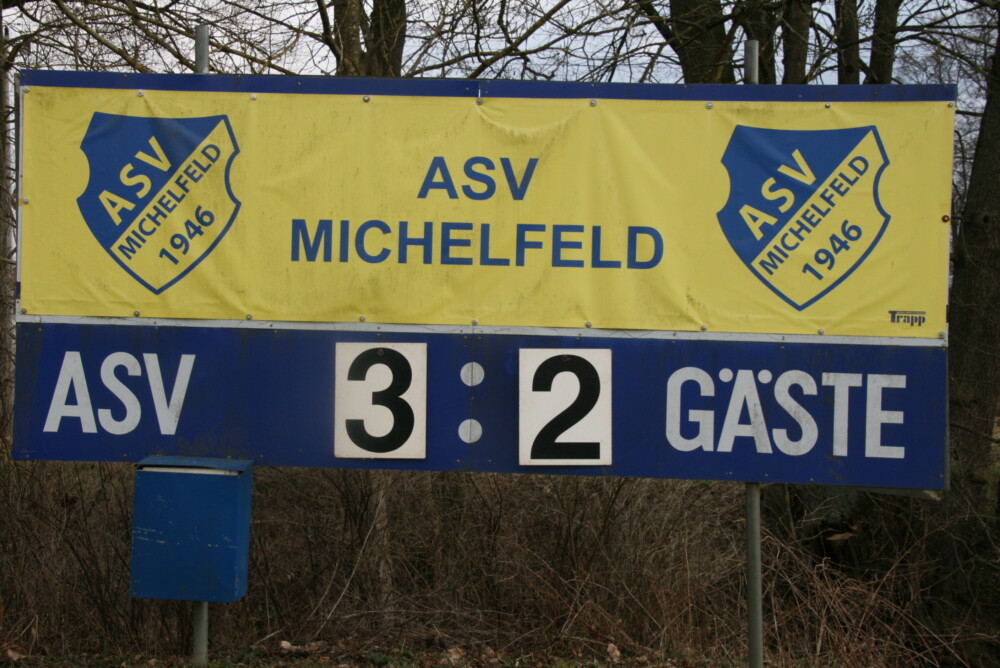 ASV
MICHELFELD
1946
ASV
MICHELFELD
ASV
MICHELFELD
1946
Trapp
ASV 3:2 GÄSTE